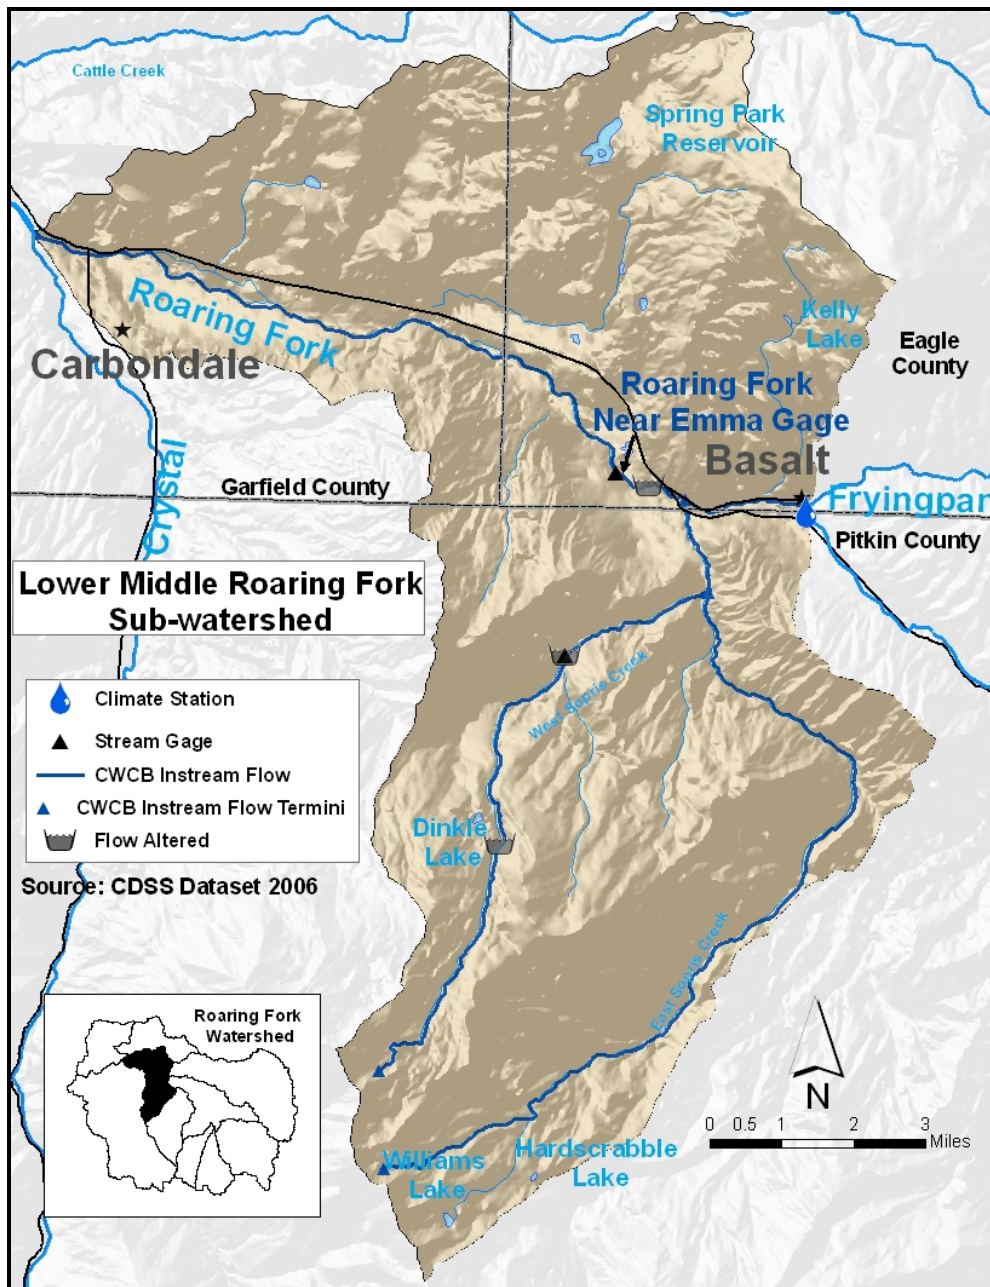 Cattle Creek
Spring Park
Reservoir
Roaring Fork
Kelly
Lake
Eagle
County
Carbondale
Roaring Fork
Near Emma Gage
Basalt
Crystal
Garfield County
Fryingpan
Pitkin County
Lower Middle Roaring Fork
Sub-watershed
Climate Station
Stream Gage
CWCB Instream Flow
CWCB Instream Flow Termini
Flow Altered
Source: CDSS Dataset 2006
West Sopris Creek
Dinkle
Lake
East Sopris Creek
Roaring Fork
Watershed
N
0 0.5 1 2 3
Miles
Williams
Lake
Hardscrabble
Lake